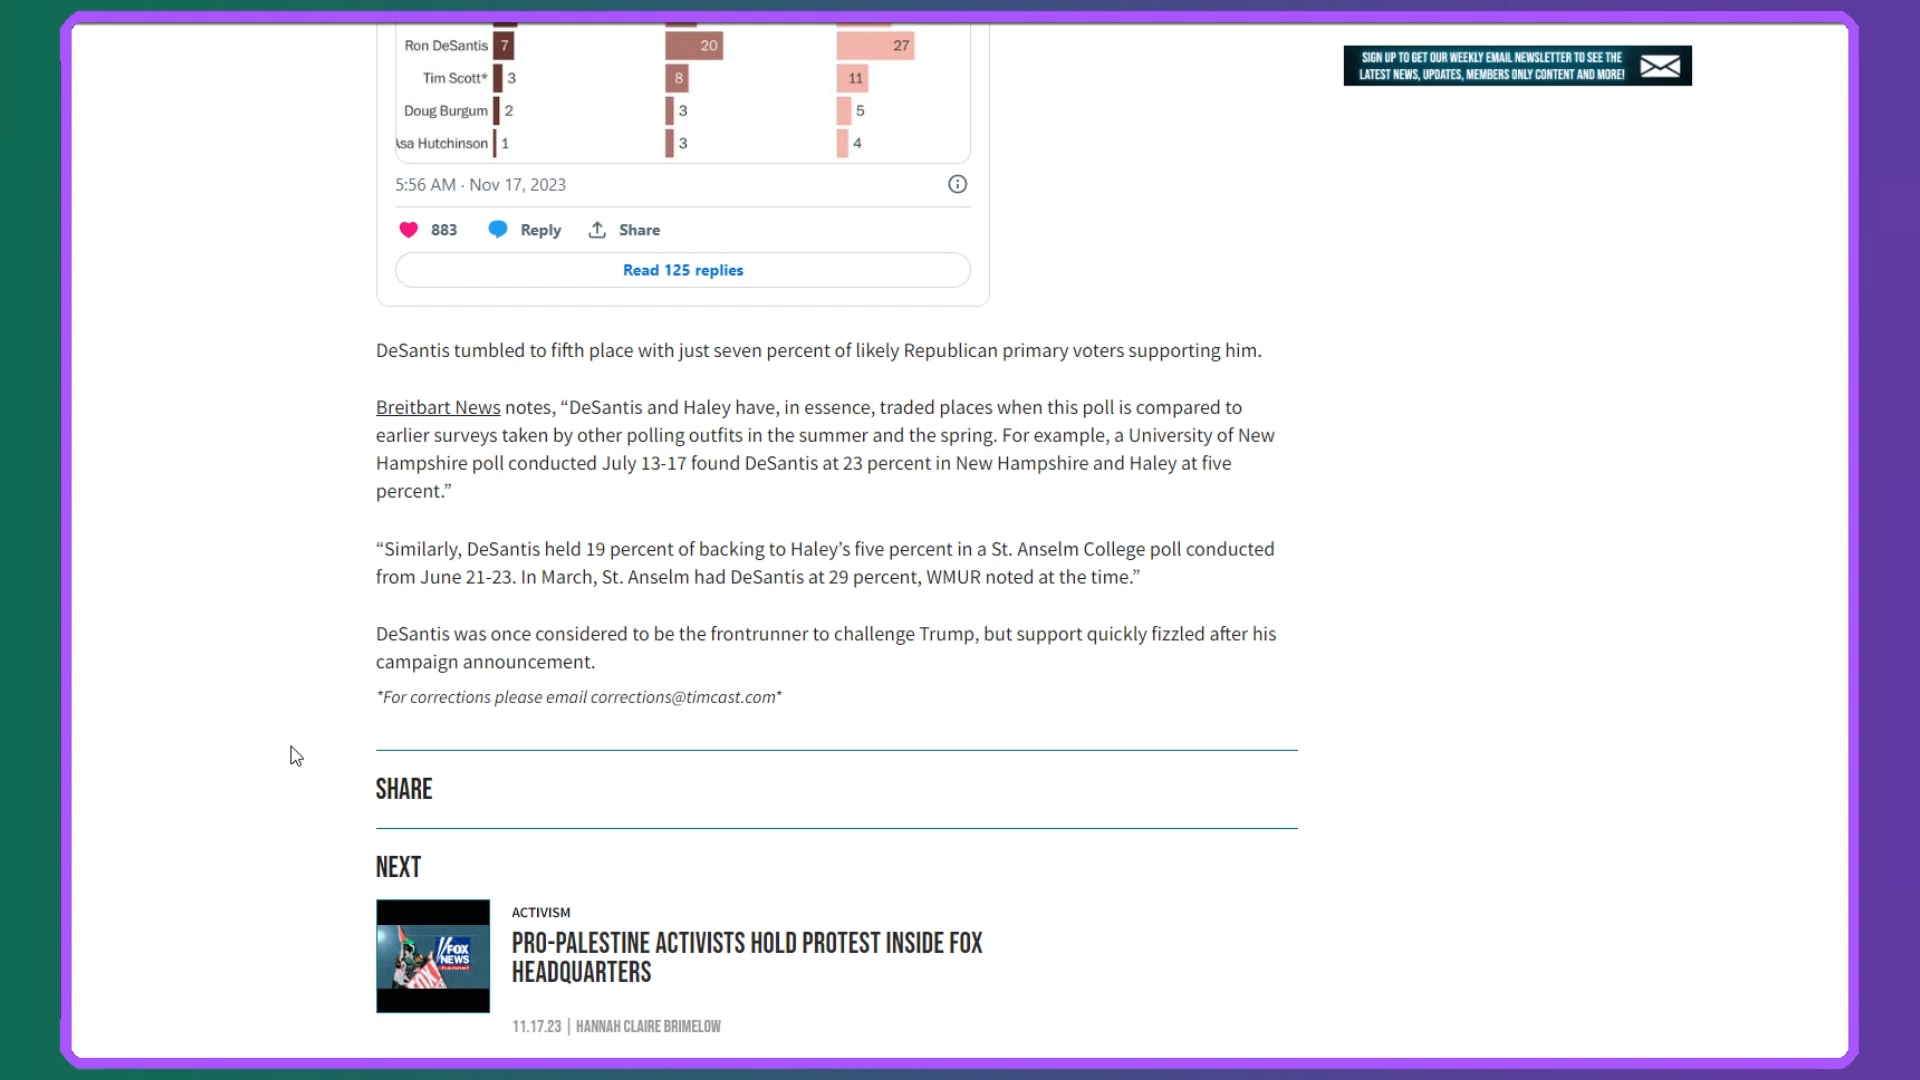 Ron DeSantis 7 20 27
Tim Scott* 3 8 11
Doug Burgum 2 3 5
Asa Hutchinson 1 3 4
5:56 AM · Nov 17, 2023
883 Reply Share
Read 125 replies
SIGN UP TO GET OUR WEEKLY EMAIL NEWSLETTER TO SEE THE
LATEST NEWS, UPDATES, MEMBERS ONLY CONTENT AND MORE!
DeSantis tumbled to fifth place with just seven percent of likely Republican primary voters supporting him.
Breitbart News notes, “DeSantis and Haley have, in essence, traded places when this poll is compared to
earlier surveys taken by other polling outfits in the summer and the spring. For example, a University of New
Hampshire poll conducted July 13-17 found DeSantis at 23 percent in New Hampshire and Haley at five
percent.”
“Similarly, DeSantis held 19 percent of backing to Haley’s five percent in a St. Anselm College poll conducted
from June 21-23. In March, St. Anselm had DeSantis at 29 percent, WMUR noted at the time.”
DeSantis was once considered to be the frontrunner to challenge Trump, but support quickly fizzled after his
campaign announcement.
*For corrections please email corrections@timcast.com*
SHARE
NEXT
FOX
NEWS
channel
ACTIVISM
PRO-PALESTINE ACTIVISTS HOLD PROTEST INSIDE FOX
HEADQUARTERS
11.17.23 | HANNAH CLAIRE BRIMELOW